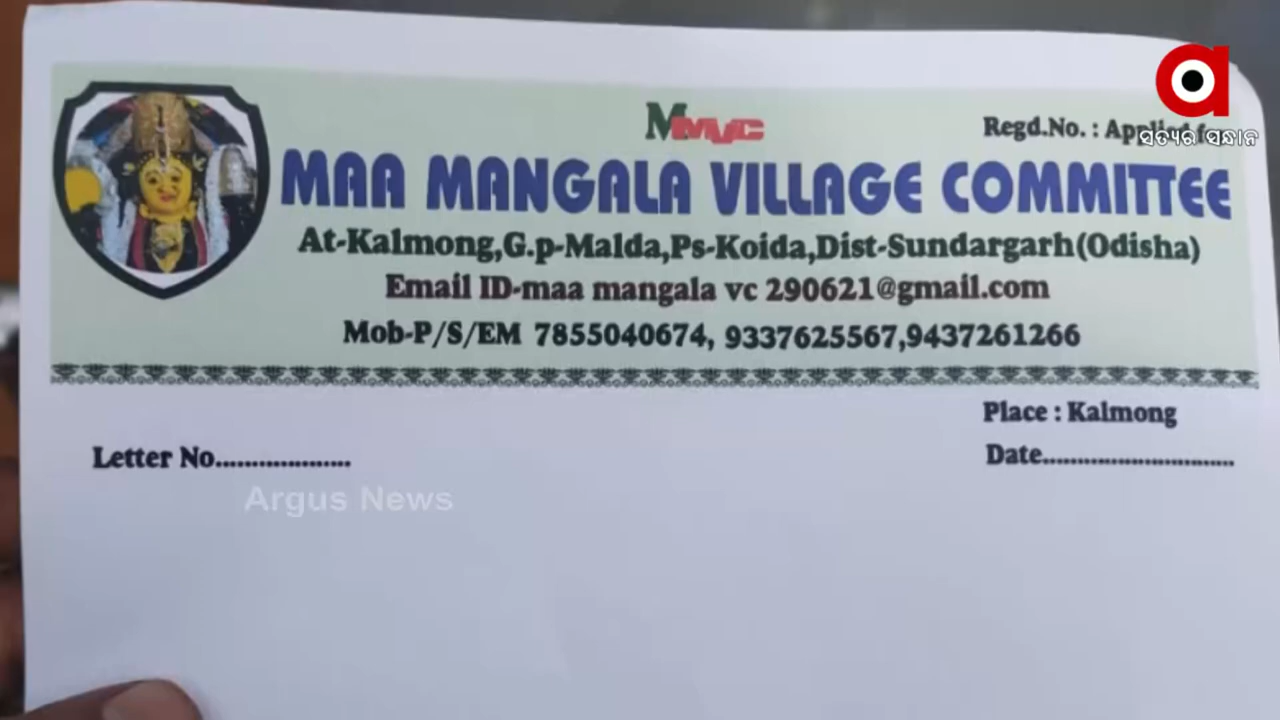 MMVC
Regd.No. : Applied for
ସତ୍ୟର ସନ୍ଧାନ
MAA MANGALA VILLAGE COMMITTEE
At-Kalmong,G.p-Malda,Ps-Koida,Dist-Sundargarh(Odisha)
Email ID-maa mangala vc 290621@gmail.com
Mob-P/S/EM 7855040674, 9337625567,9437261266
Place : Kalmong
Letter No...................
Date............................
Argus News